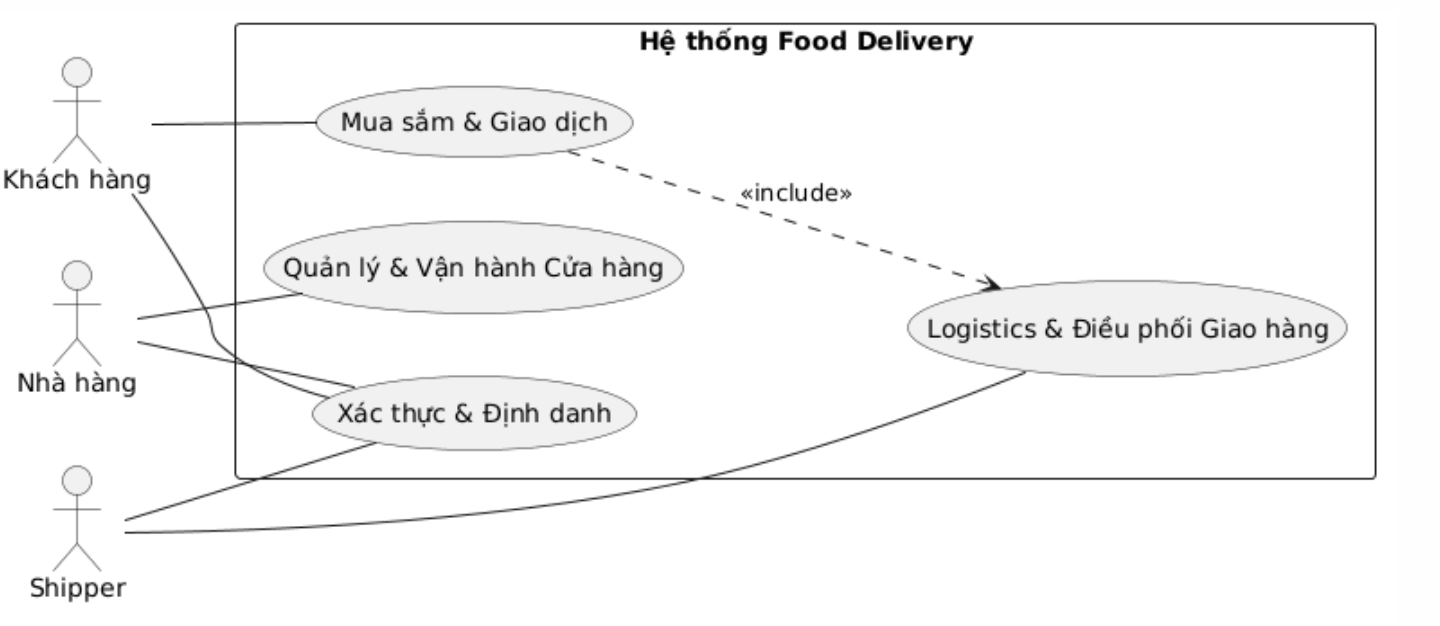 Hệ thống Food Delivery
Mua sắm & Giao dịch
Khách hàng
«include»
Quản lý & Vận hành Cửa hàng
Logistics & Điều phối Giao hàng
Nhà hàng
Xác thực & Định danh
Shipper